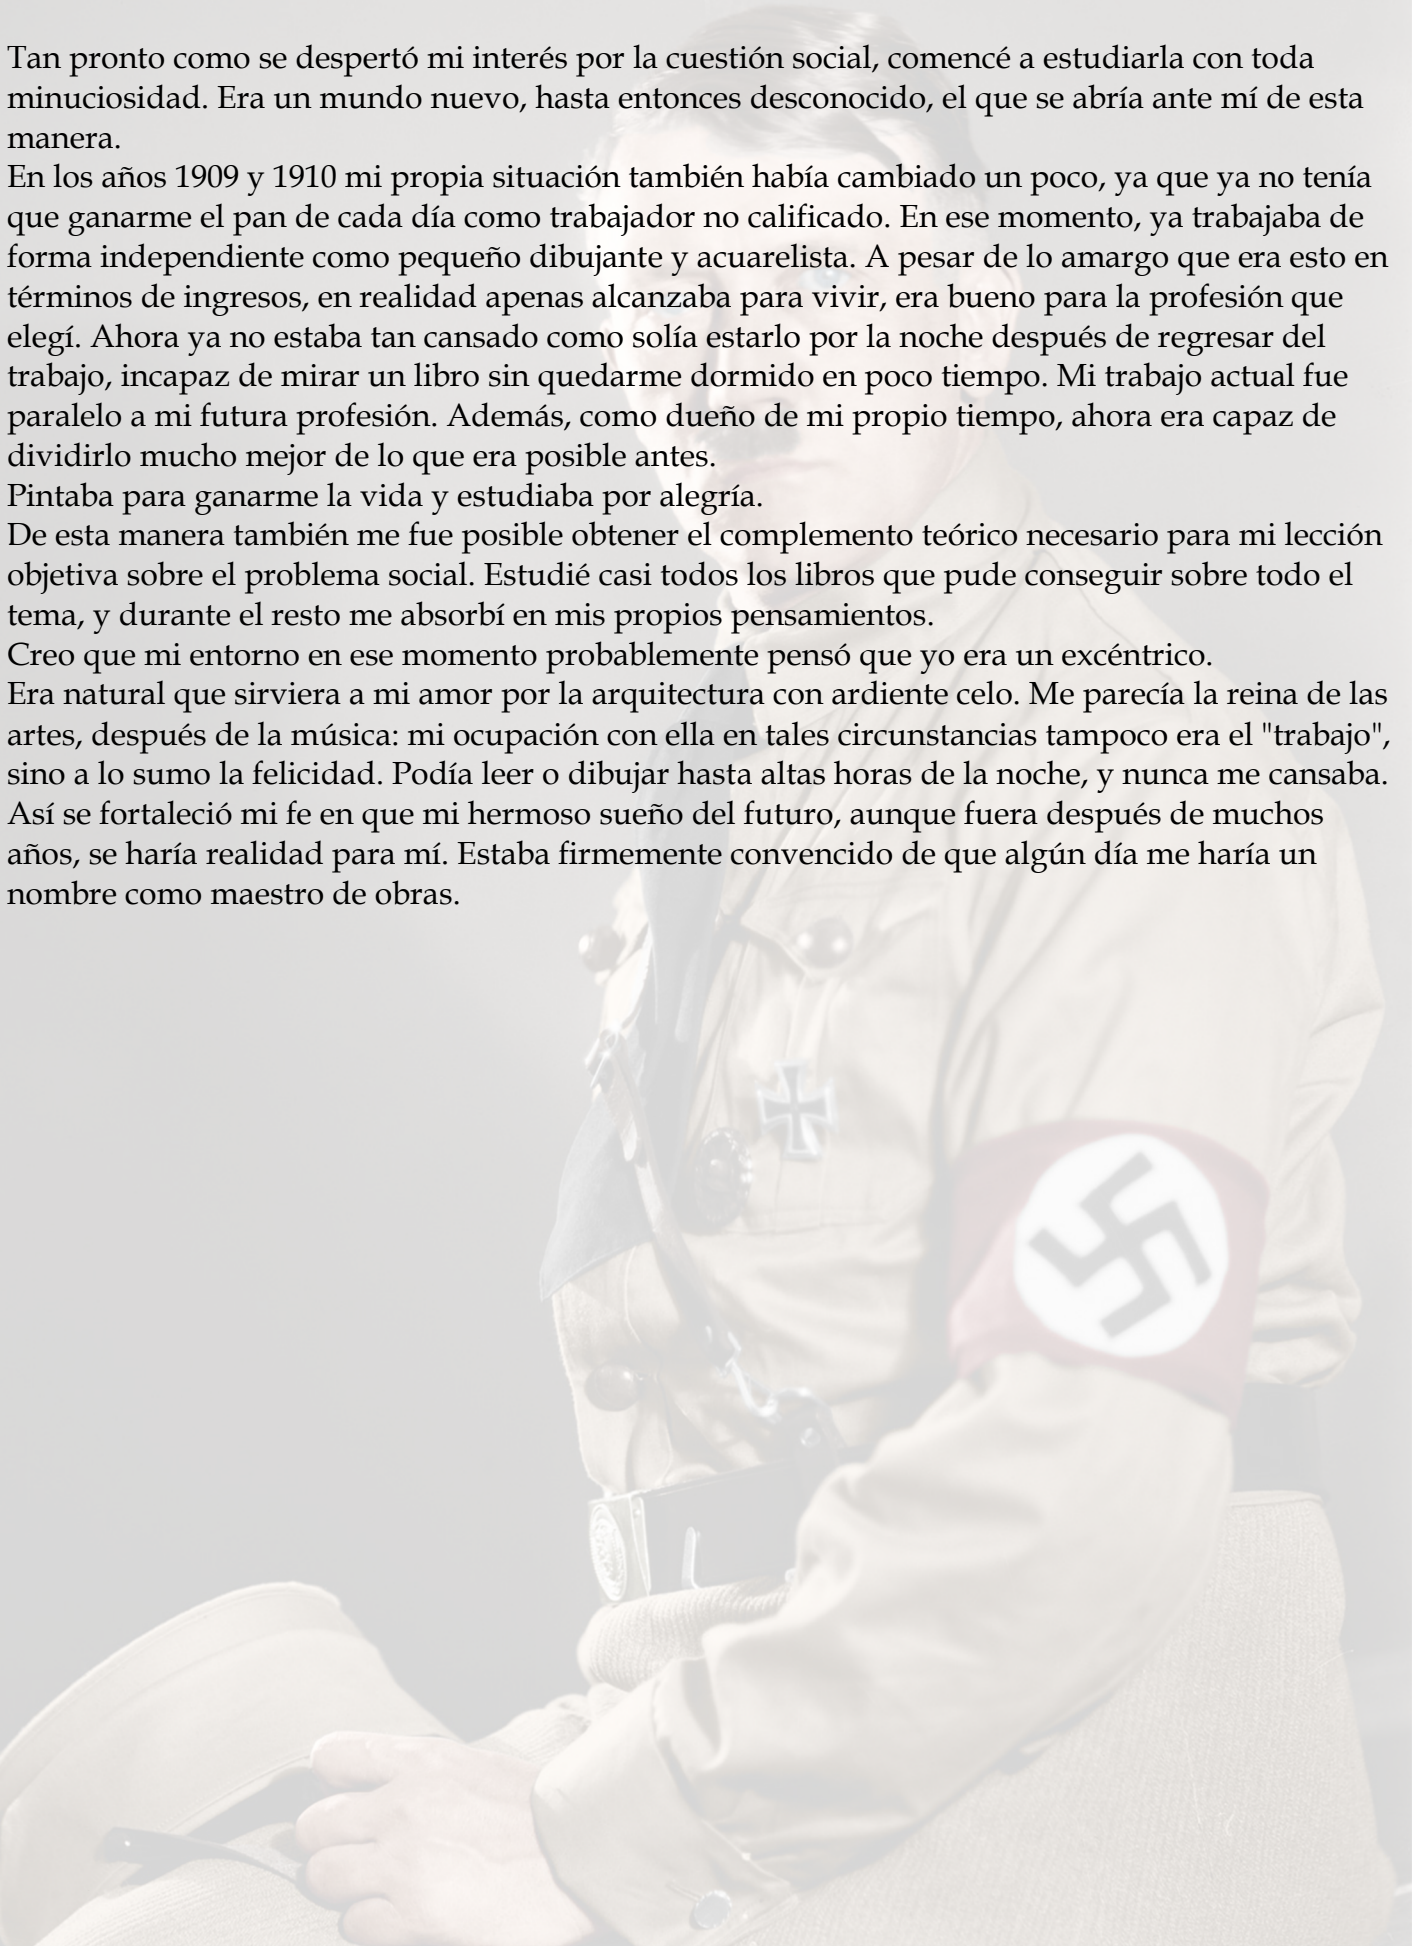 Tan pronto como se despertó mi interés por la cuestión social, comencé a estudiarla con toda
minuciosidad. Era un mundo nuevo, hasta entonces desconocido, el que se abría ante mí de esta
manera.
En los años 1909 y 1910 mi propia situación también había cambiado un poco, ya que ya no tenía
que ganarme el pan de cada día como trabajador no calificado. En ese momento, ya trabajaba de
forma independiente como pequeño dibujante y acuarelista. A pesar de lo amargo que era esto en
términos de ingresos, en realidad apenas alcanzaba para vivir, era bueno para la profesión que
elegí. Ahora ya no estaba tan cansado como solía estarlo por la noche después de regresar del
trabajo, incapaz de mirar un libro sin quedarme dormido en poco tiempo. Mi trabajo actual fue
paralelo a mi futura profesión. Además, como dueño de mi propio tiempo, ahora era capaz de
dividirlo mucho mejor de lo que era posible antes.
Pintaba para ganarme la vida y estudiaba por alegría.
De esta manera también me fue posible obtener el complemento teórico necesario para mi lección
objetiva sobre el problema social. Estudié casi todos los libros que pude conseguir sobre todo el
tema, y durante el resto me absorbí en mis propios pensamientos.
Creo que mi entorno en ese momento probablemente pensó que yo era un excéntrico.
Era natural que sirviera a mi amor por la arquitectura con ardiente celo. Me parecía la reina de las
artes, después de la música: mi ocupación con ella en tales circunstancias tampoco era el "trabajo",
sino a lo sumo la felicidad. Podía leer o dibujar hasta altas horas de la noche, y nunca me cansaba.
Así se fortaleció mi fe en que mi hermoso sueño del futuro, aunque fuera después de muchos
años, se haría realidad para mí. Estaba firmemente convencido de que algún día me haría un
nombre como maestro de obras.